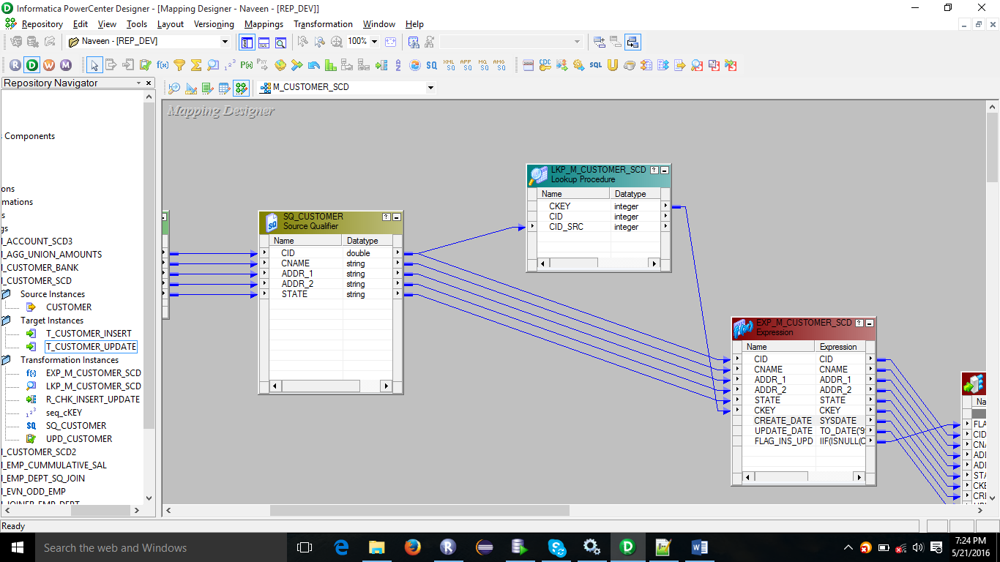 Informatica PowerCenter Designer - [Mapping Designer - Naveen - [REP_DEV]]
Repository Edit View Tools Layout Versioning Mappings Transformation Window Help
Naveen - [REP_DEV] 100%
R D W M
Repository Navigator
M_CUSTOMER_SCD
Mapping Designer
Components
ons
mations
s
gs
I_ACCOUNT_SCD3
I_AGG_UNION_AMOUNTS
I_CUSTOMER_BANK
I_CUSTOMER_SCD
Source Instances
CUSTOMER
Target Instances
T_CUSTOMER_INSERT
T_CUSTOMER_UPDATE
Transformation Instances
EXP_M_CUSTOMER_SCD
LKP_M_CUSTOMER_SCD
R_CHK_INSERT_UPDATE
seq_cKEY
SQ_CUSTOMER
UPD_CUSTOMER
I_CUSTOMER_SCD2
I_EMP_CUMMULATIVE_SAL
I_EMP_DEPT_SQ_JOIN
I_EVN_ODD_EMP
SQ_CUSTOMER
Source Qualifier
Name Datatype
CID double
CNAME string
ADDR_1 string
ADDR_2 string
STATE string
LKP_M_CUSTOMER_SCD
Lookup Procedure
Name Datatype
CKEY integer
CID integer
CID_SRC integer
EXP_M_CUSTOMER_SCD
Expression
Name Expression
CID CID
CNAME CNAME
ADDR_1 ADDR_1
ADDR_2 ADDR_2
STATE STATE
CKEY CKEY
CREATE_DATE SYSDATE
UPDATE_DATE TO_DATE('9
FLAG_INS_UPD IIF(ISNULL(C
Na
FLA
CID
CNA
ADI
ADI
STA
CKE
CRI
Ready
Search the web and Windows
7:24 PM
5/21/2016